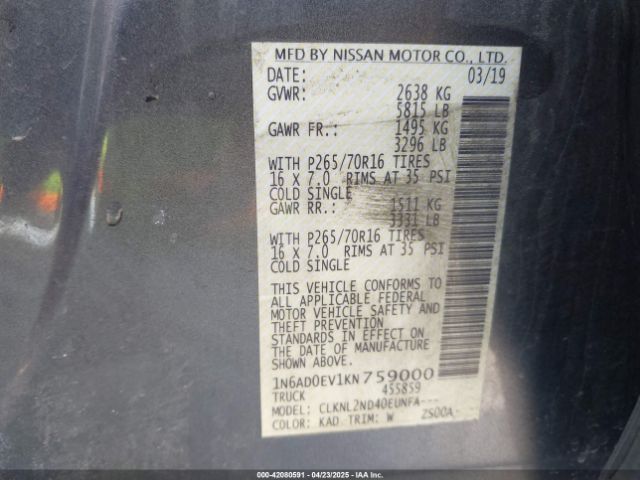 MFD BY NISSAN MOTOR CO., LTD.
DATE: 03/19
GVWR: 2638 KG
5815 LB
GAWR FR.: 1495 KG
3296 LB
WITH P265/70R16 TIRES
16 X 7.0 RIMS AT 35 PSI
COLD SINGLE
GAWR RR.: 1511 KG
3331 LB
WITH P265/70R16 TIRES
16 X 7.0 RIMS AT 35 PSI
COLD SINGLE
THIS VEHICLE CONFORMS TO
ALL APPLICABLE FEDERAL
MOTOR VEHICLE SAFETY AND
THEFT PREVENTION
STANDARDS IN EFFECT ON
THE DATE OF MANUFACTURE
SHOWN ABOVE.
1N6AD0EV1KN759000
TRUCK 455859
MODEL: CLKNL2ND40EUNFA---
COLOR: KAD TRIM: W ZS00A-
000-42080591 - 04/23/2025 - IAAI.COM